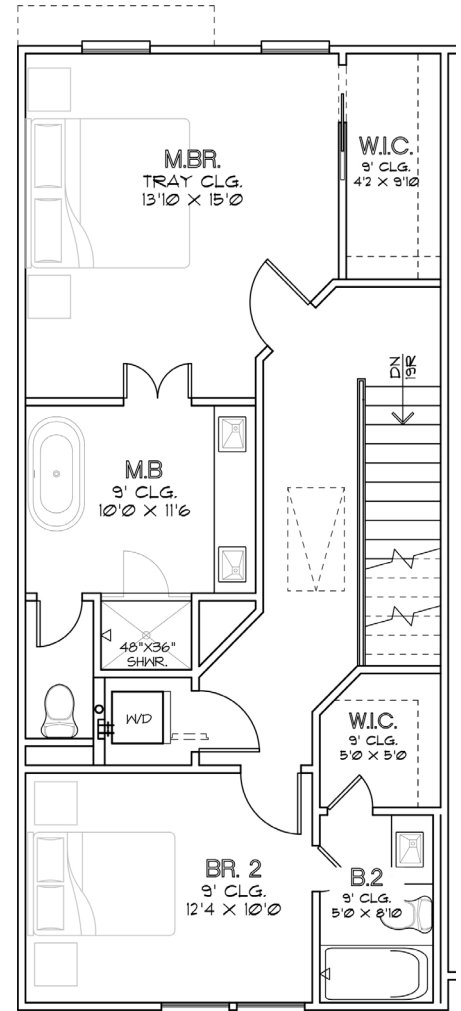 M.BR.
TRAY CLG.
13'10 X 15'0
W.I.C.
9' CLG.
4'2 X 9'10
DN
19R
M.B
9' CLG.
10'0 X 11'6
48"X36"
SHWR.
W/D
W.I.C.
9' CLG.
5'0 X 5'0
BR. 2
9' CLG.
12'4 X 10'0
B.2
9' CLG.
5'0 X 8'10